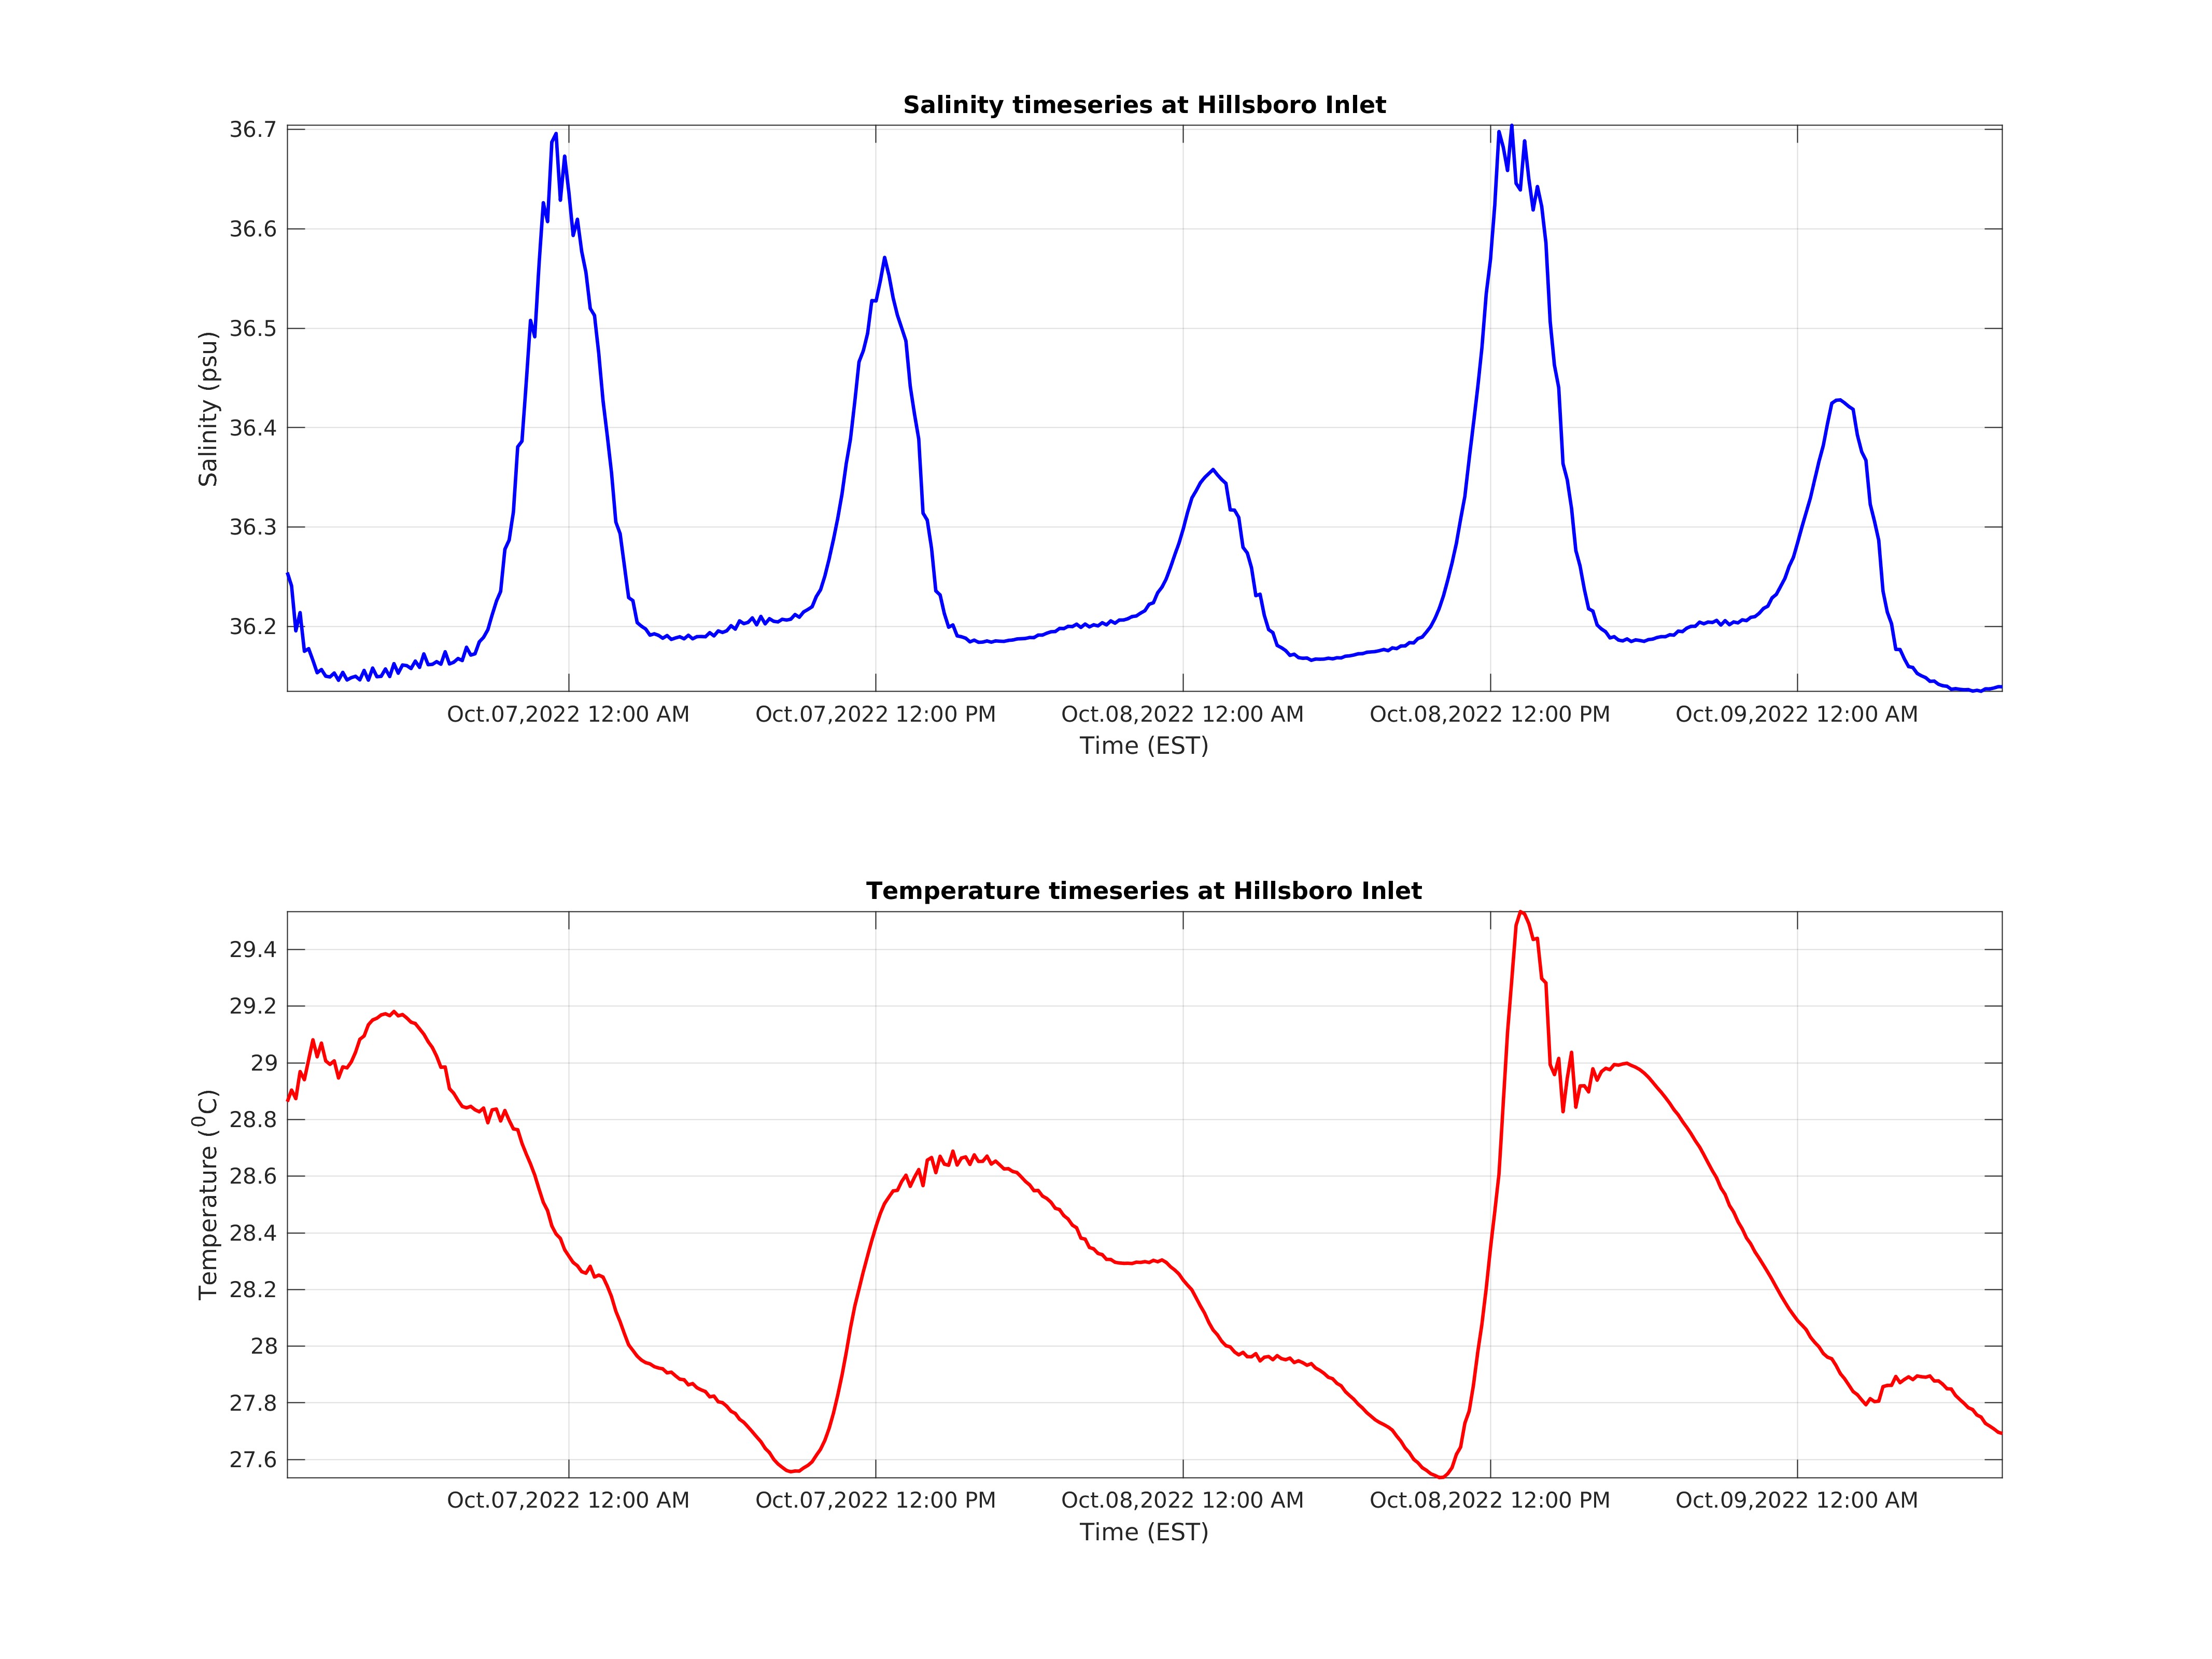 Salinity timeseries at Hillsboro Inlet
36.7
36.6
36.5
36.4
36.3
36.2
Salinity (psu)
Oct.07,2022 12:00 AM
Oct.07,2022 12:00 PM
Oct.08,2022 12:00 AM
Oct.08,2022 12:00 PM
Oct.09,2022 12:00 AM
Time (EST)
Temperature timeseries at Hillsboro Inlet
29.4
29.2
29
28.8
28.6
28.4
28.2
28
27.8
27.6
Temperature (⁰C)
Oct.07,2022 12:00 AM
Oct.07,2022 12:00 PM
Oct.08,2022 12:00 AM
Oct.08,2022 12:00 PM
Oct.09,2022 12:00 AM
Time (EST)